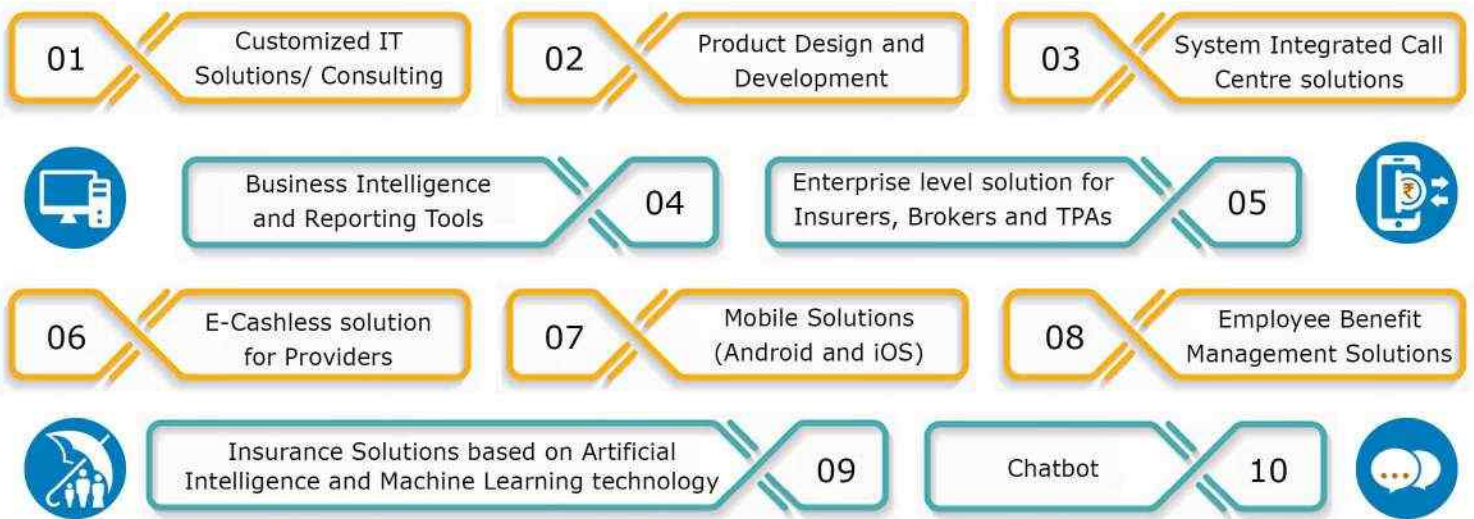 01
Customized IT
Solutions/ Consulting
02
Product Design and
Development
03
System Integrated Call
Centre solutions
Business Intelligence
and Reporting Tools
04
Enterprise level solution for
Insurers, Brokers and TPAs
05
₹
06
E-Cashless solution
for Providers
07
Mobile Solutions
(Android and iOS)
08
Employee Benefit
Management Solutions
Insurance Solutions based on Artificial
Intelligence and Machine Learning technology
09
Chatbot
10